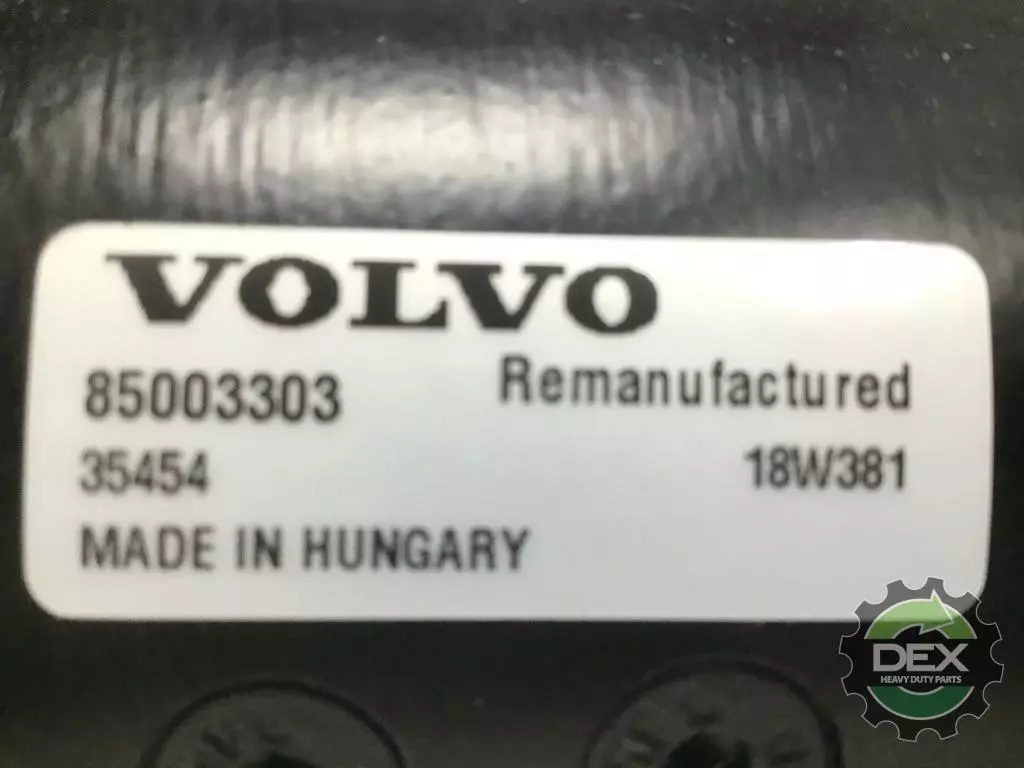 VOLVO
85003303 Remanufactured
35454 18W381
MADE IN HUNGARY
DEX
HEAVY DUTY PARTS